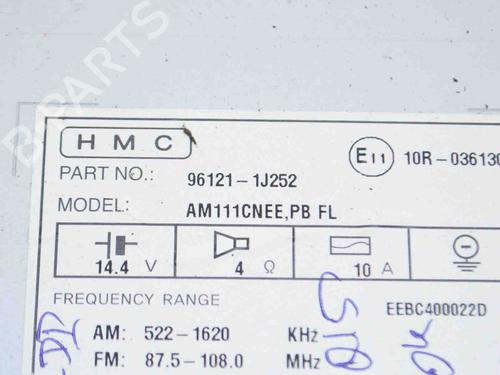 HMC
E11 10R-036130
PART NO.: 96121-1J252
MODEL: AM111CNEE,PB FL
14.4 V 4 Ω 10 A
FREQUENCY RANGE EEBC400022D
AM: 522-1620 KHz
FM: 87.5-108.0 MHz
B-PARTS